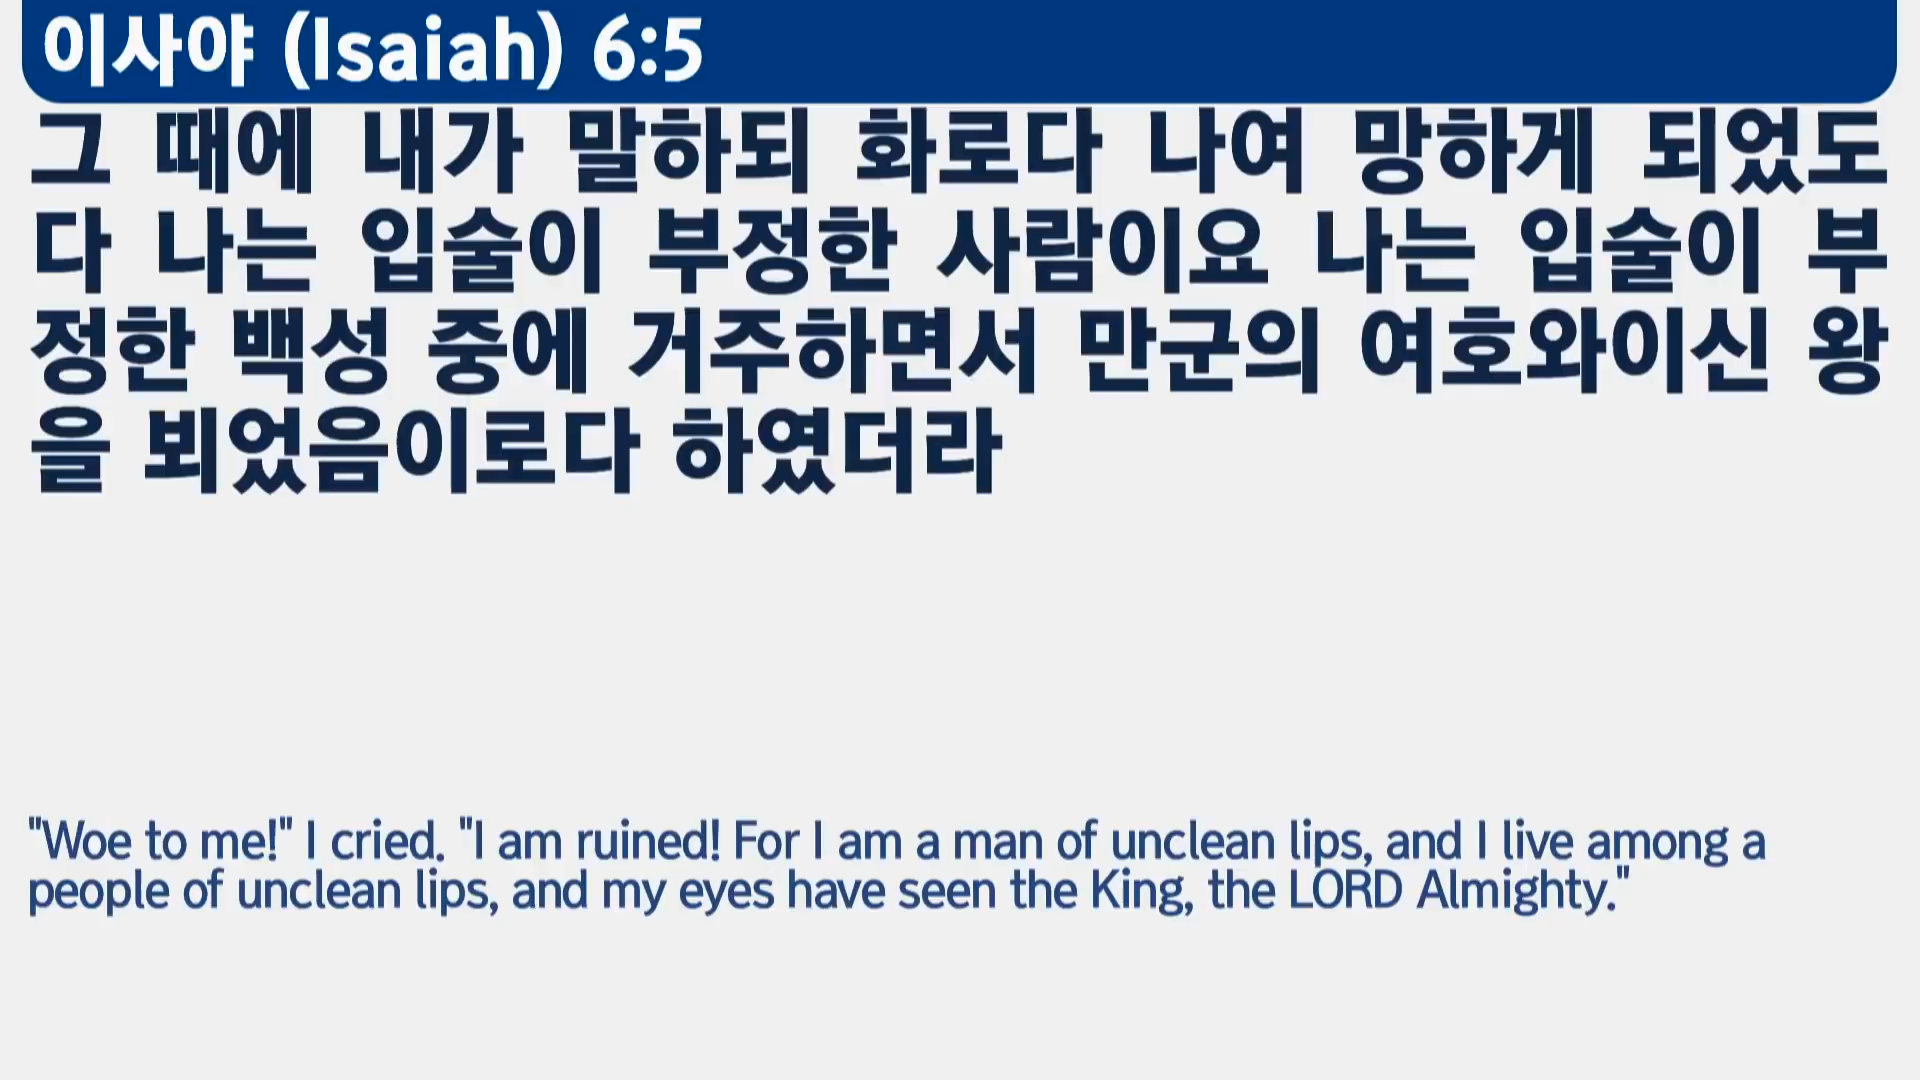 이사야 (Isaiah) 6:5
그 때에 내가 말하되 화로다 나여 망하게 되었도
다 나는 입술이 부정한 사람이요 나는 입술이 부
정한 백성 중에 거주하면서 만군의 여호와이신 왕
을 뵈었음이로다 하였더라
"Woe to me!" I cried. "I am ruined! For I am a man of unclean lips, and I live among a
people of unclean lips, and my eyes have seen the King, the LORD Almighty."